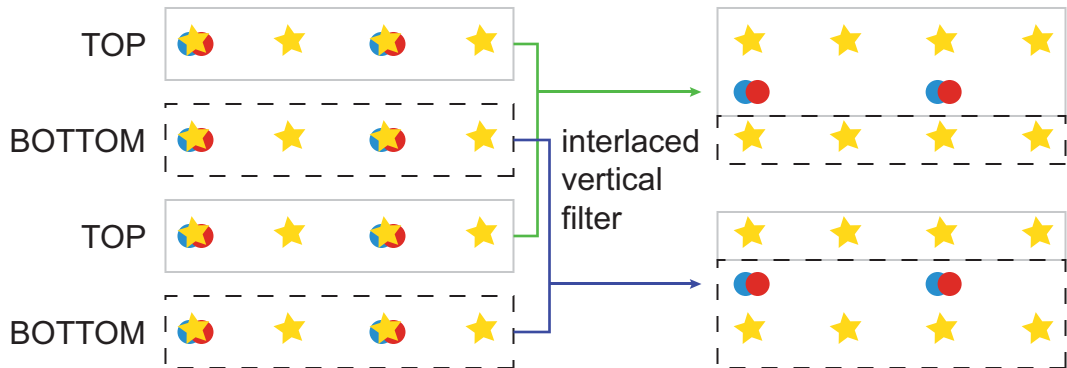 TOP
BOTTOM
interlaced
vertical
filter
TOP
BOTTOM